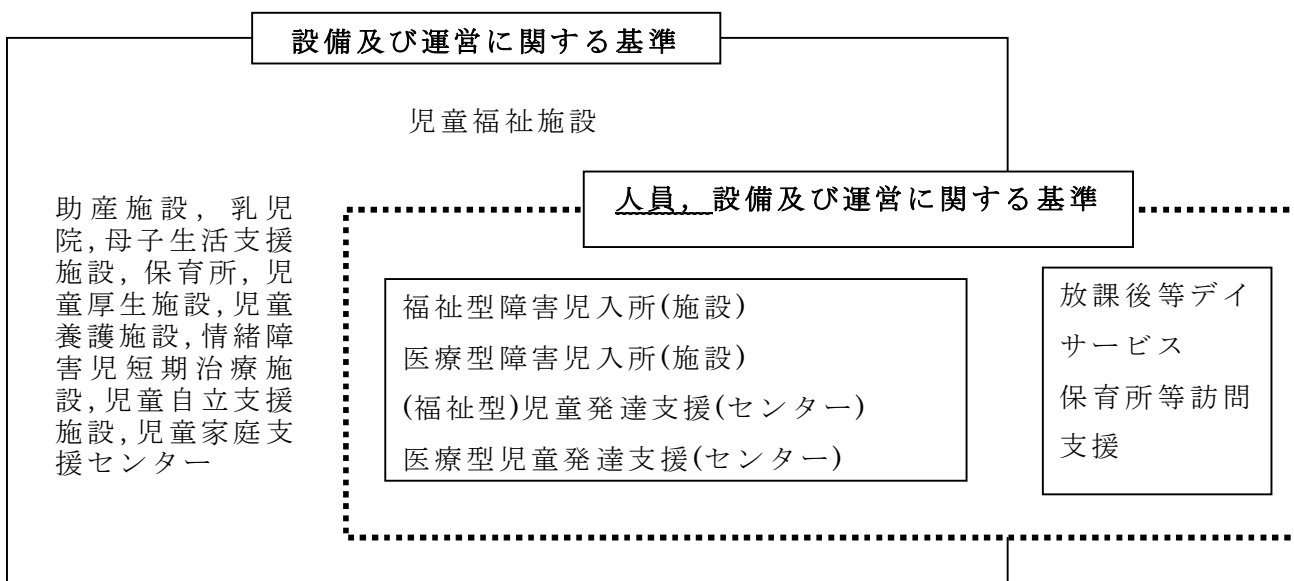 設備及び運営に関する基準
児童福祉施設
人員，設備及び運営に関する基準
助産施設，乳児
院,母子生活支援
施設，保育所，児
童厚生施設,児童
養護施設,情緒障
害児短期治療施
設,児童自立支援
施設,児童家庭支
援センター
福祉型障害児入所(施設)
医療型障害児入所(施設)
(福祉型)児童発達支援(センター)
医療型児童発達支援(センター)
放課後等デイ
サービス
保育所等訪問
支援